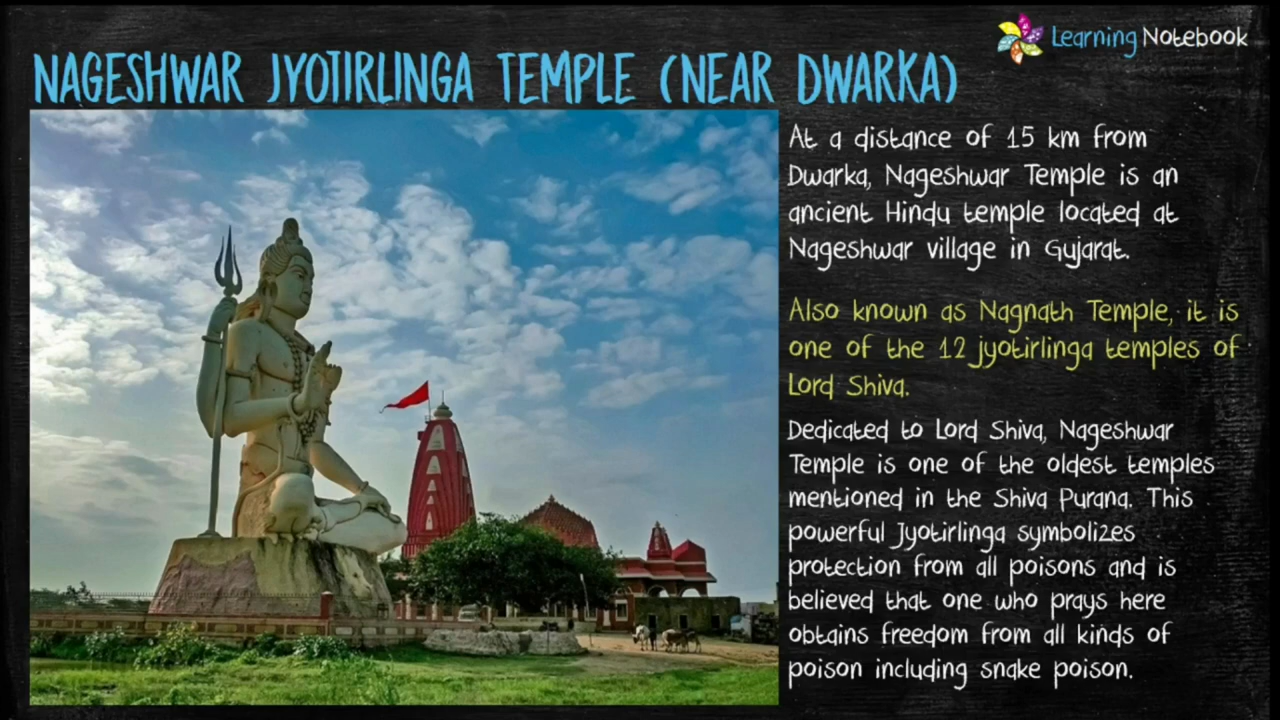 Learning Notebook
NAGESHWAR JYOTIRLINGA TEMPLE (NEAR DWARKA)
At a distance of 15 km from
Dwarka, Nageshwar Temple is an
ancient Hindu temple located at
Nageshwar village in Gujarat.
Also known as Nagnath Temple, it is
one of the 12 jyotirlinga temples of
Lord Shiva.
Dedicated to Lord Shiva, Nageshwar
Temple is one of the oldest temples
mentioned in the Shiva Purana. This
powerful Jyotirlinga symbolizes
protection from all poisons and is
believed that one who prays here
obtains freedom from all kinds of
poison including snake poison.